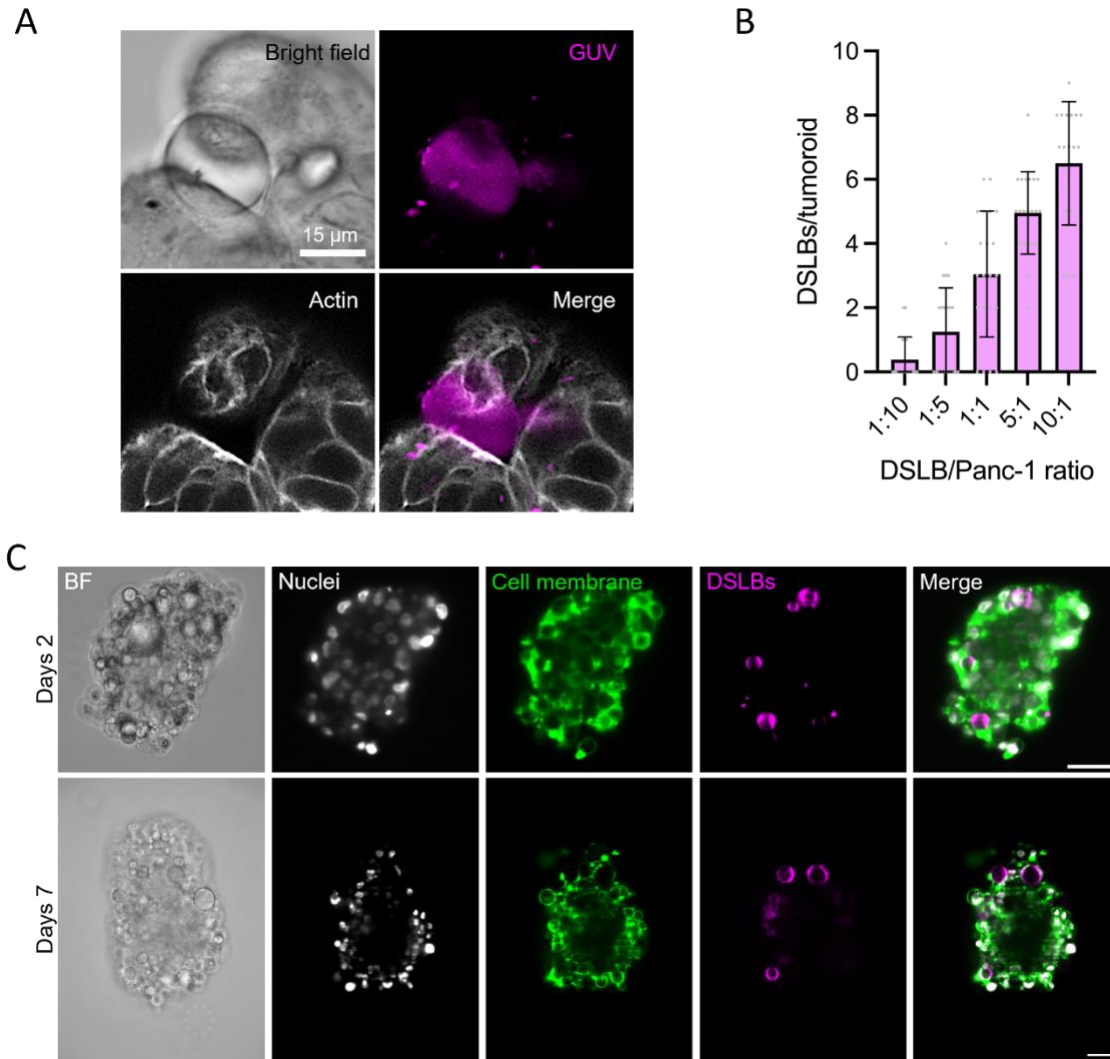 A
Bright field
GUV
15 µm
Actin
Merge
B
10
8
6
4
2
0
DSLBs/tumoroid
1:10
1:5
1:1
5:1
10:1
DSLB/Panc-1 ratio
C
BF
Nuclei
Cell membrane
DSLBs
Merge
Days 2
Days 7